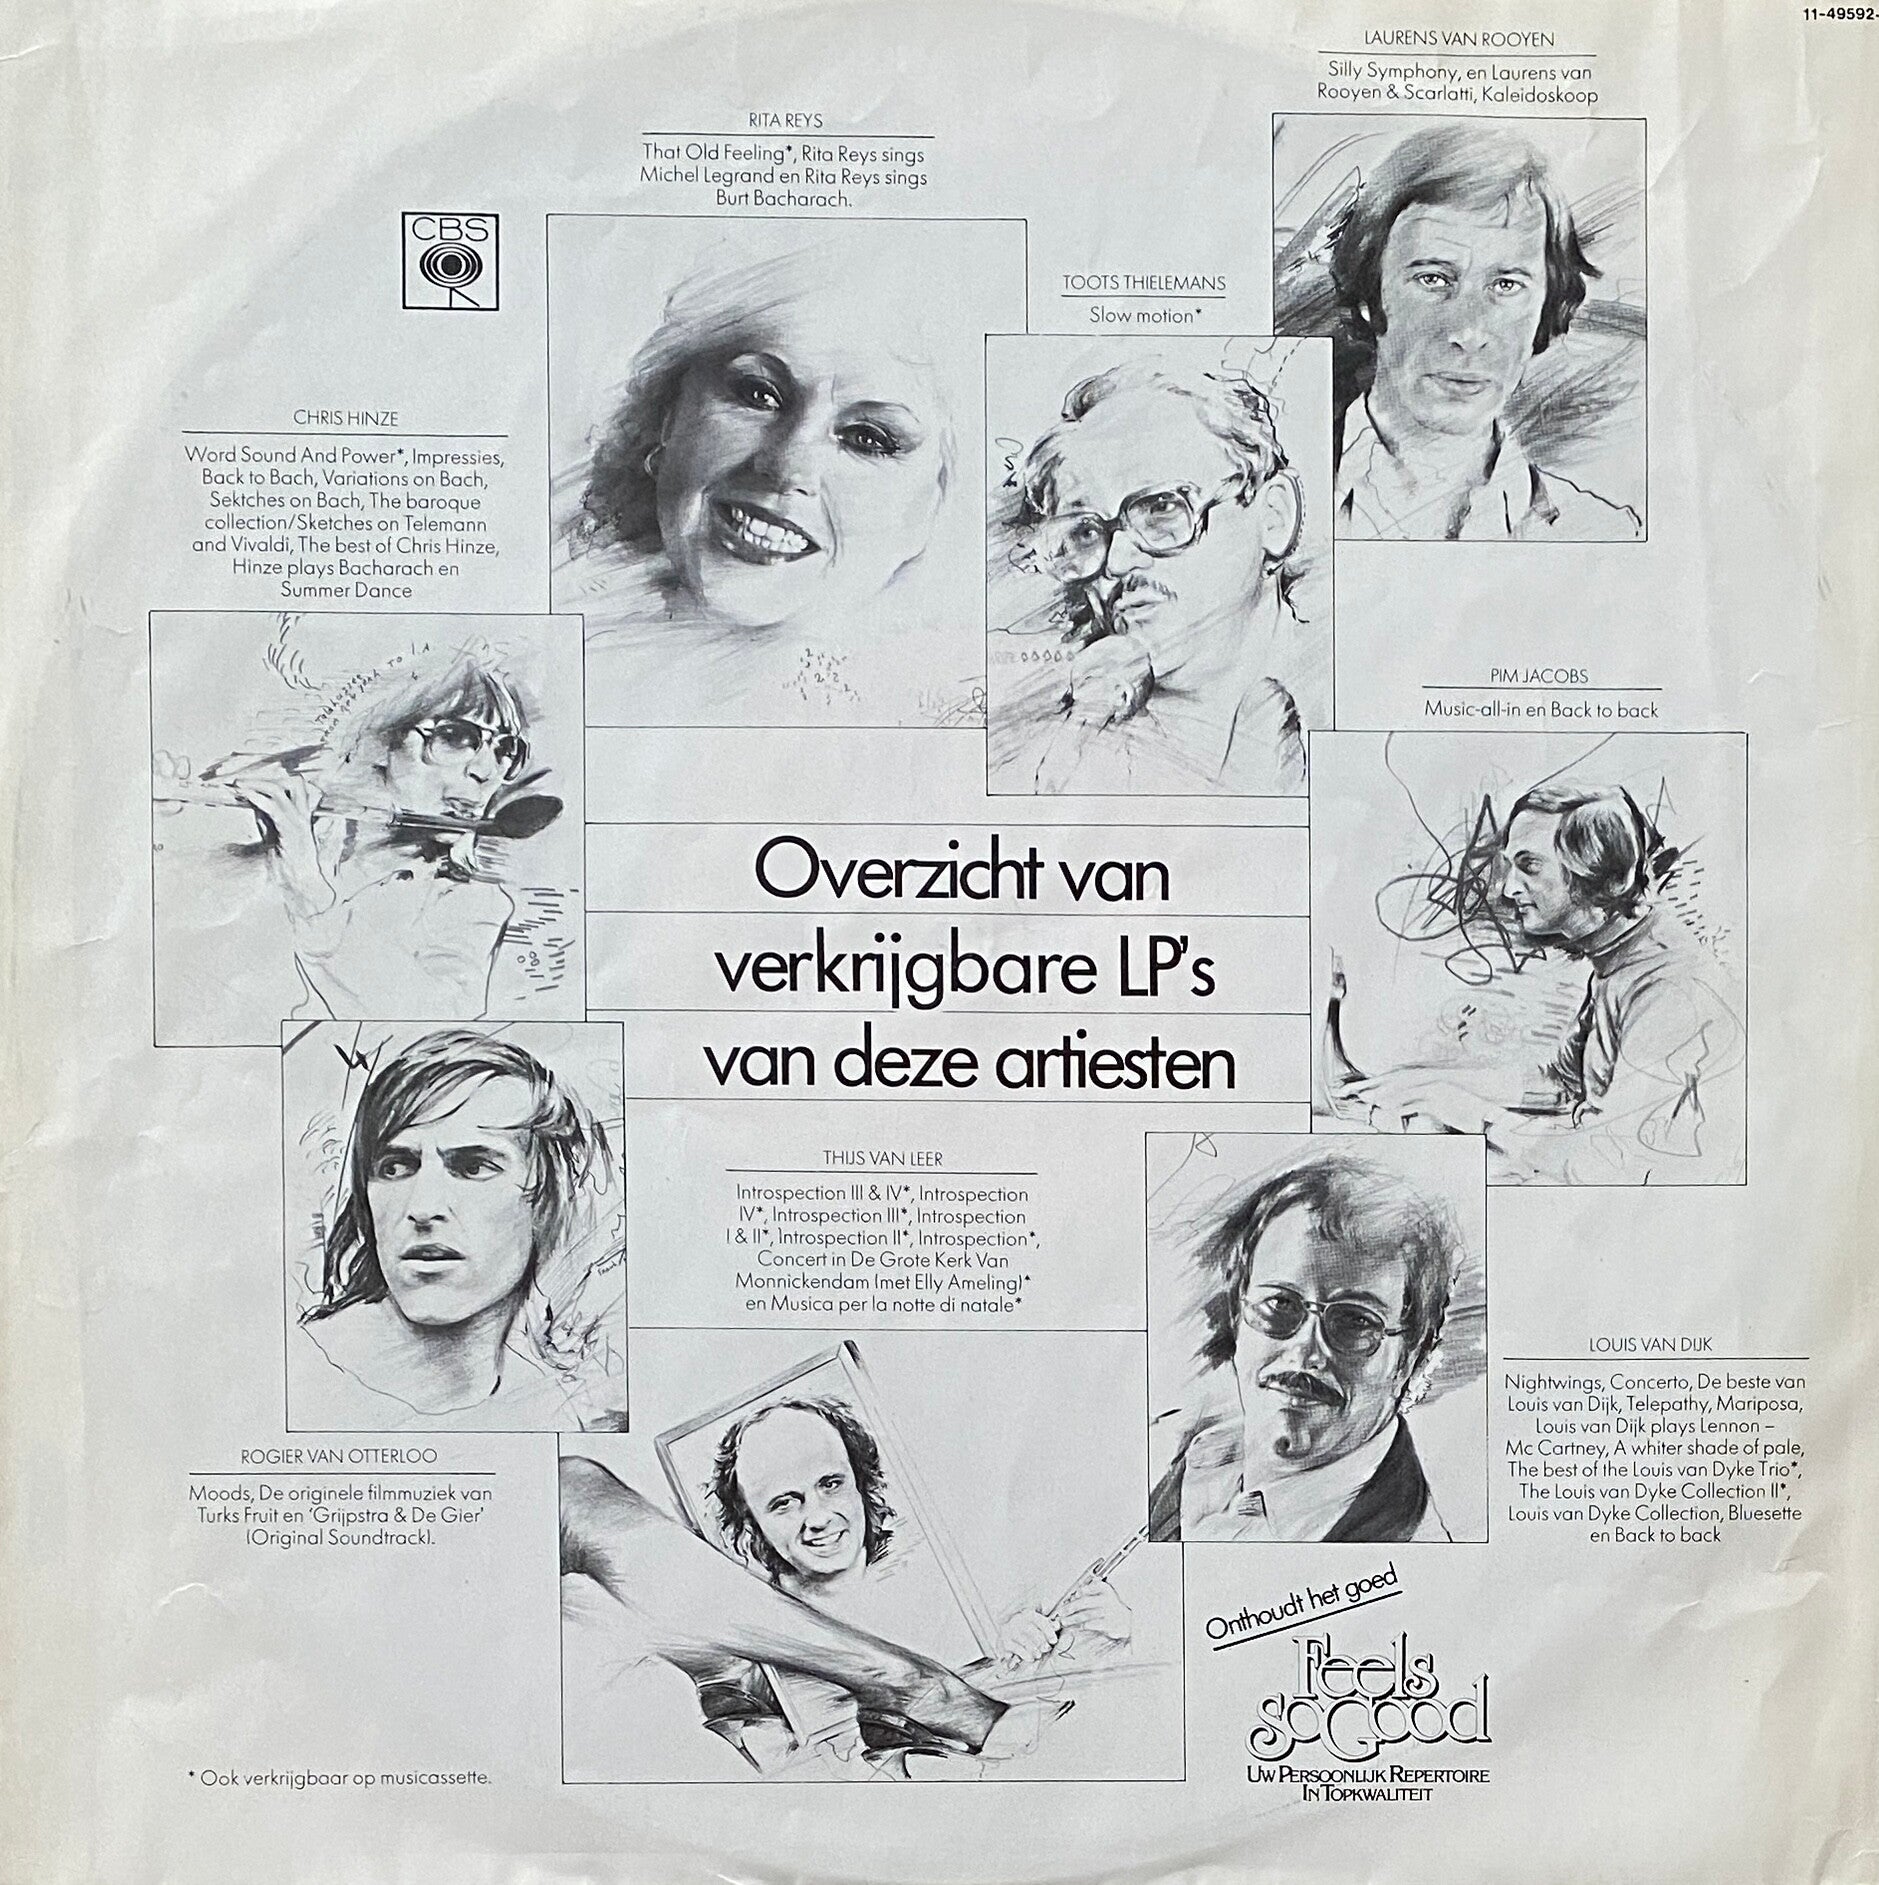 11-49592-
LAURENS VAN ROOYEN
Silly Symphony, en Laurens van
Rooyen & Scarlatti, Kaleidoskoop
RITA REYS
That Old Feeling*, Rita Reys sings
Michel Legrand en Rita Reys sings
Burt Bacharach.
CBS
TOOTS THIELEMANS
Slow motion*
CHRIS HINZE
Word Sound And Power*, Impressies,
Back to Bach, Variations on Bach,
Sektches on Bach, The baroque
collection/Sketches on Telemann
and Vivaldi, The best of Chris Hinze,
Hinze plays Bacharach en
Summer Dance
PIM JACOBS
Music-all-in en Back to back
Overzicht van
verkrijgbare LP's
van deze artiesten
THIJS VAN LEER
Introspection III & IV*, Introspection
IV*, Introspection III*, Introspection
I & II*, Introspection II*, Introspection*,
Concert in De Grote Kerk Van
Monnickendam (met Elly Ameling)*
en Musica per la notte di natale*
LOUIS VAN DIJK
Nightwings, Concerto, De beste van
Louis van Dijk, Telepathy, Mariposa,
Louis van Dijk plays Lennon –
Mc Cartney, A whiter shade of pale,
The best of the Louis van Dyke Trio*,
The Louis van Dyke Collection II*,
Louis van Dyke Collection, Bluesette
en Back to back
ROGIER VAN OTTERLOO
Moods, De originele filmmuziek van
Turks Fruit en 'Grijpstra & De Gier'
(Original Soundtrack).
Onthoudt het goed
Feels
so Good
UW PERSOONLIJK REPERTOIRE
IN TOPKWALITEIT
* Ook verkrijgbaar op musicassette.